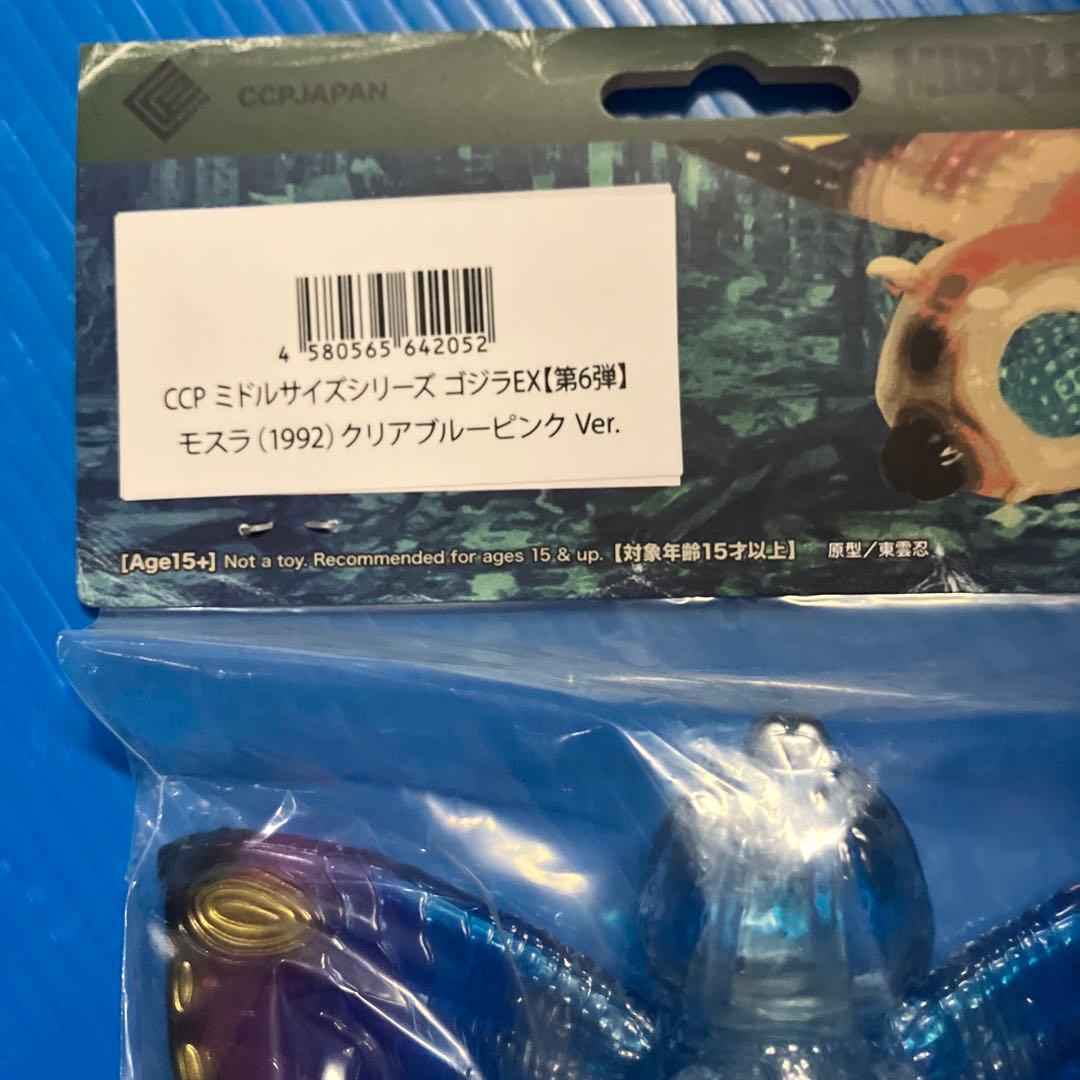 CCPJAPAN
MIDDLE
4 580565 642052
CCP ミドルサイズシリーズ ゴジラEX【第6弾】
モスラ（1992）クリアブルーピンク Ver.
[Age15+] Not a toy. Recommended for ages 15 & up.【対象年齢15才以上】 原型／東雲忍